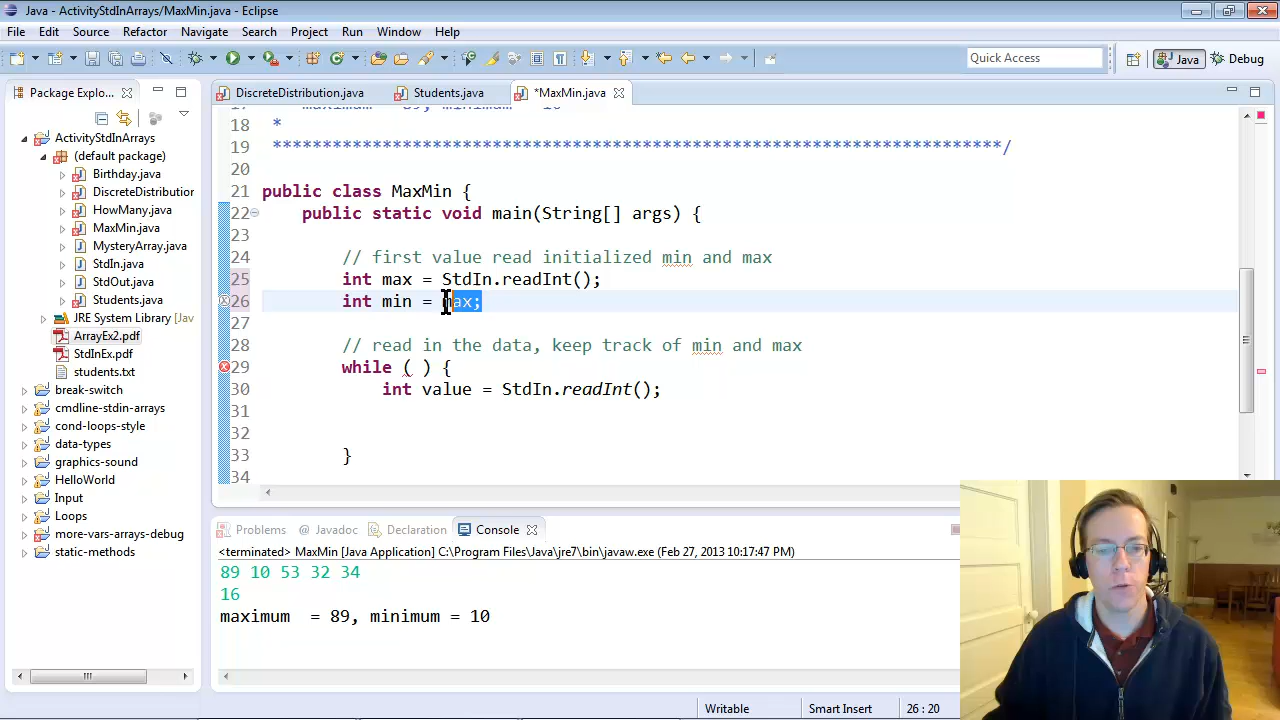 Java - ActivityStdInArrays/MaxMin.java - Eclipse
File Edit Source Refactor Navigate Search Project Run Window Help
Quick Access
Java
Debug
Package Explo...
DiscreteDistribution.java
Students.java
*MaxMin.java
ActivityStdInArrays
(default package)
Birthday.java
DiscreteDistribution
HowMany.java
MaxMin.java
MysteryArray.java
StdIn.java
StdOut.java
Students.java
JRE System Library [Jav
ArrayEx2.pdf
StdInEx.pdf
students.txt
break-switch
cmdline-stdin-arrays
cond-loops-style
data-types
graphics-sound
HelloWorld
Input
Loops
more-vars-arrays-debug
static-methods
18 *
19 *************************************************************************/
20
21 public class MaxMin {
22 public static void main(String[] args) {
23
24 // first value read initialized min and max
25 int max = StdIn.readInt();
26 int min = max;
27
28 // read in the data, keep track of min and max
29 while ( ) {
30 int value = StdIn.readInt();
31
32
33 }
34
Problems @ Javadoc Declaration Console
<terminated> MaxMin [Java Application] C:\Program Files\Java\jre7\bin\javaw.exe (Feb 27, 2013 10:17:47 PM)
89 10 53 32 34
16
maximum  = 89, minimum = 10
Writable
Smart Insert
26 : 20